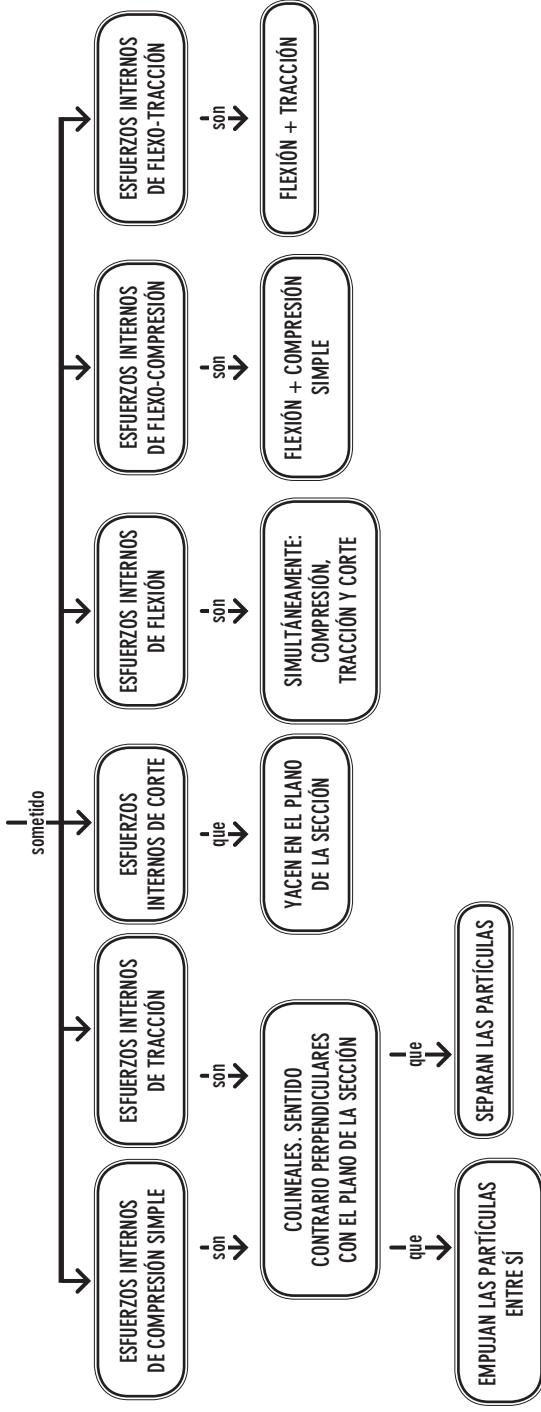 sometido
ESFUERZOS INTERNOS
DE COMPRESIÓN SIMPLE
ESFUERZOS INTERNOS
DE TRACCIÓN
ESFUERZOS
INTERNOS DE CORTE
ESFUERZOS INTERNOS
DE FLEXIÓN
ESFUERZOS INTERNOS
DE FLEXO-COMPRESIÓN
ESFUERZOS INTERNOS
DE FLEXO-TRACCIÓN
son
son
que
son
son
son
COLINEALES. SENTIDO
CONTRARIO PERPENDICULARES
CON EL PLANO DE LA SECCIÓN
YACEN EN EL PLANO
DE LA SECCIÓN
SIMULTÁNEAMENTE:
COMPRESIÓN,
TRACCIÓN Y CORTE
FLEXIÓN + COMPRESIÓN
SIMPLE
FLEXIÓN + TRACCIÓN
que
que
EMPUJAN LAS PARTÍCULAS
ENTRE SÍ
SEPARAN LAS PARTÍCULAS